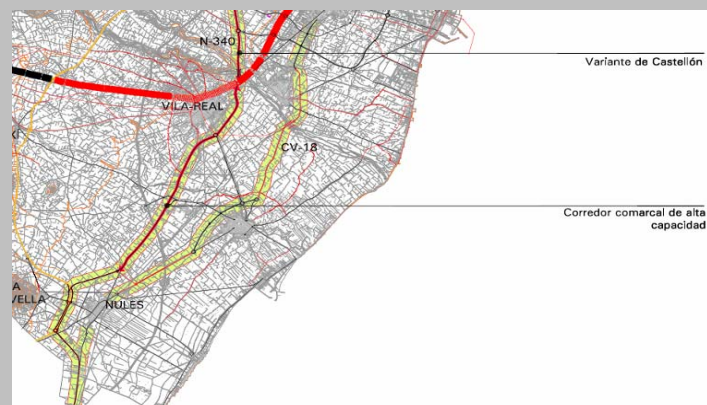 N-340
Variante de Castellón
VILA-REAL
CV-18
Corredor comarcal de alta
capacidad
VELLA
NULES